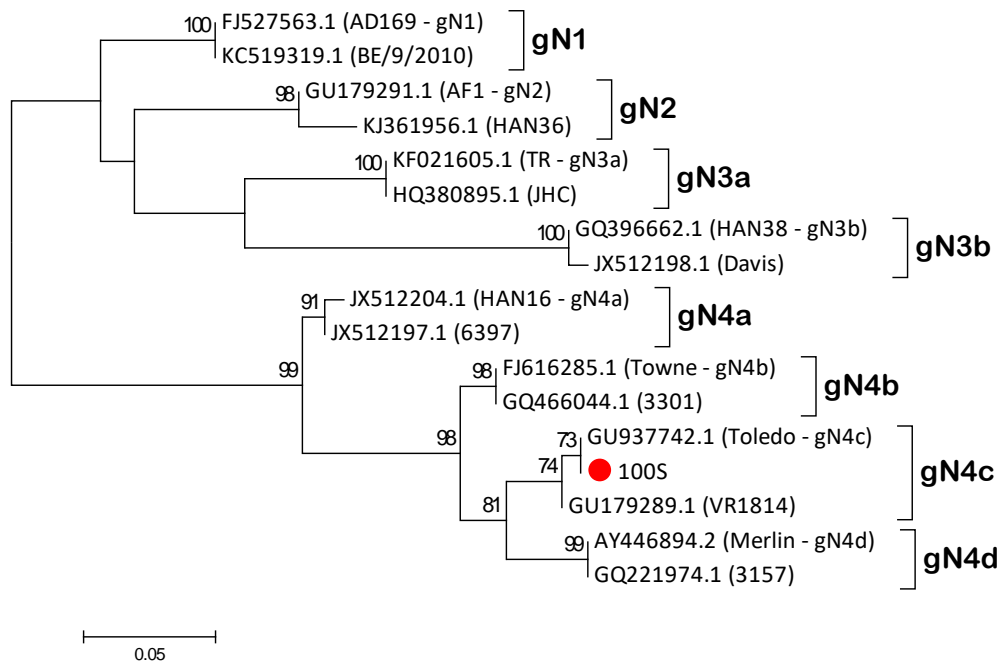 100
FJ527563.1 (AD169 - gN1)
KC519319.1 (BE/9/2010)
gN1
98
GU179291.1 (AF1 - gN2)
KJ361956.1 (HAN36)
gN2
100
KF021605.1 (TR - gN3a)
HQ380895.1 (JHC)
gN3a
100
GQ396662.1 (HAN38 - gN3b)
JX512198.1 (Davis)
gN3b
91
JX512204.1 (HAN16 - gN4a)
JX512197.1 (6397)
gN4a
99
98
FJ616285.1 (Towne - gN4b)
GQ466044.1 (3301)
gN4b
98
73
GU937742.1 (Toledo - gN4c)
74
100S
GU179289.1 (VR1814)
gN4c
81
99
AY446894.2 (Merlin - gN4d)
GQ221974.1 (3157)
gN4d
0.05